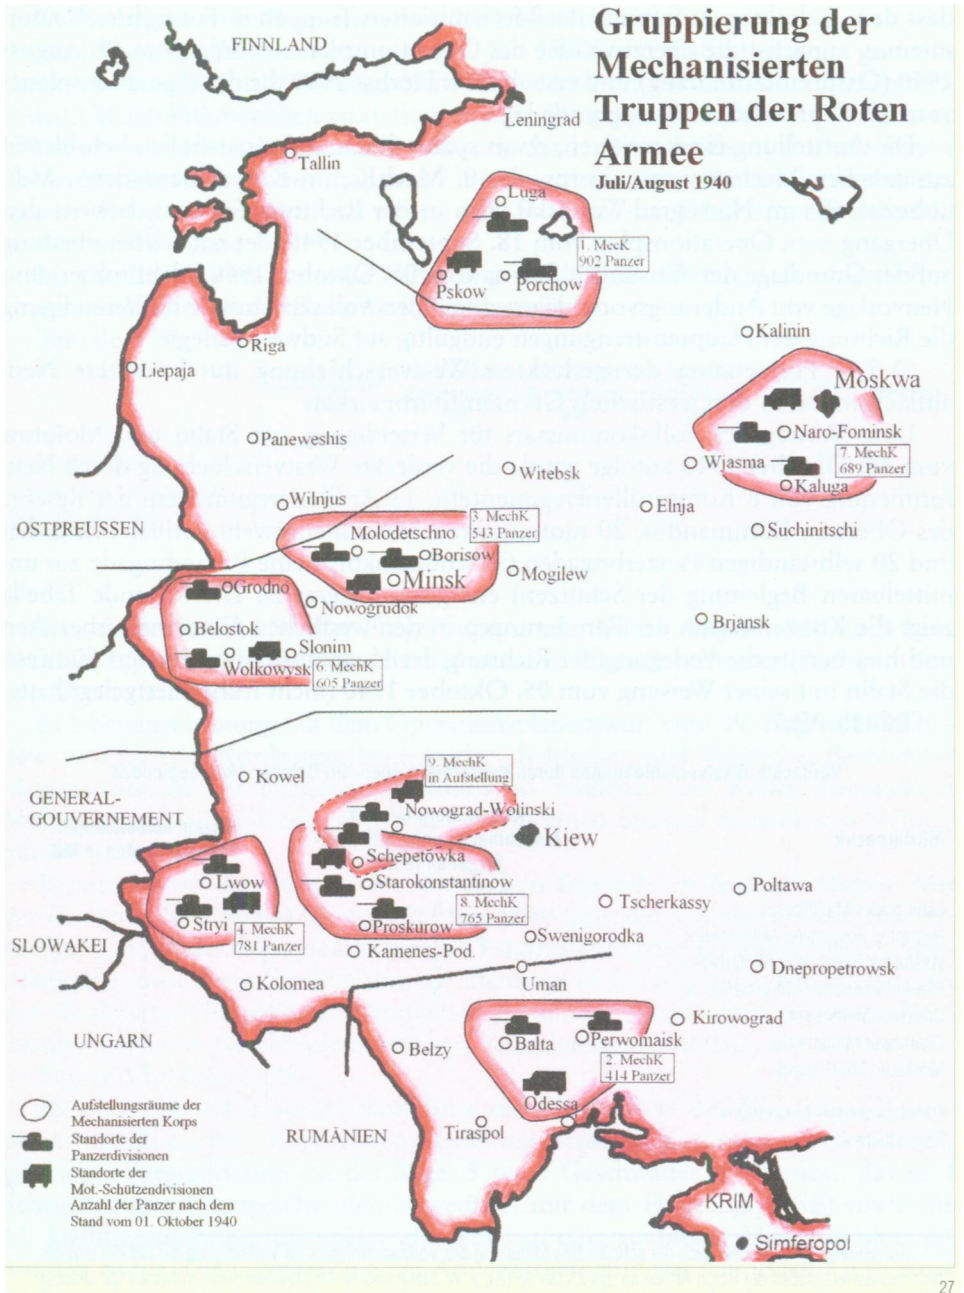 Gruppierung der
Mechanisierten
Truppen der Roten
Armee
Juli/August 1940
FINNLAND
Leningrad
Tallin
Luga
1. MechK
902 Panzer
Pskow
Porchow
Kalinin
Riga
Liepaja
Moskwa
Naro-Fominsk
7. MechK
689 Panzer
Wjasma
Kaluga
Paneweshis
Witebsk
Wilnius
Elnja
Suchinitschi
OSTPREUSSEN
5. MechK
543 Panzer
Molodetschno
Borisow
Minsk
Mogilew
Grodno
Nowogrudok
Brjansk
Belostok
Slonim
Wolkowysk
6. MechK
605 Panzer
Kowel
GENERAL-
GOUVERNEMENT
9. MechK
in Aufstellung
Nowograd-Wolinski
Kiew
Schepetowka
Starokonstantinow
8. MechK
765 Panzer
Proskurow
Kamenes-Pod.
Lwow
Stryi
4. MechK
781 Panzer
Poltawa
Tscherkassy
Swenigorodka
SLOWAKEI
Uman
Dnepropetrowsk
Kolomea
UNGARN
Kirowograd
Belzy
Balta
Perwomaisk
2. MechK
414 Panzer
Odessa
Tiraspol
RUMÄNIEN
KRIM
Simferopol
Aufstellungsräume der
Mechanisierten Korps
Standorte der
Panzerdivisionen
Standorte der
Mot.-Schützendivisionen
Anzahl der Panzer nach dem
Stand vom 01. Oktober 1940
27